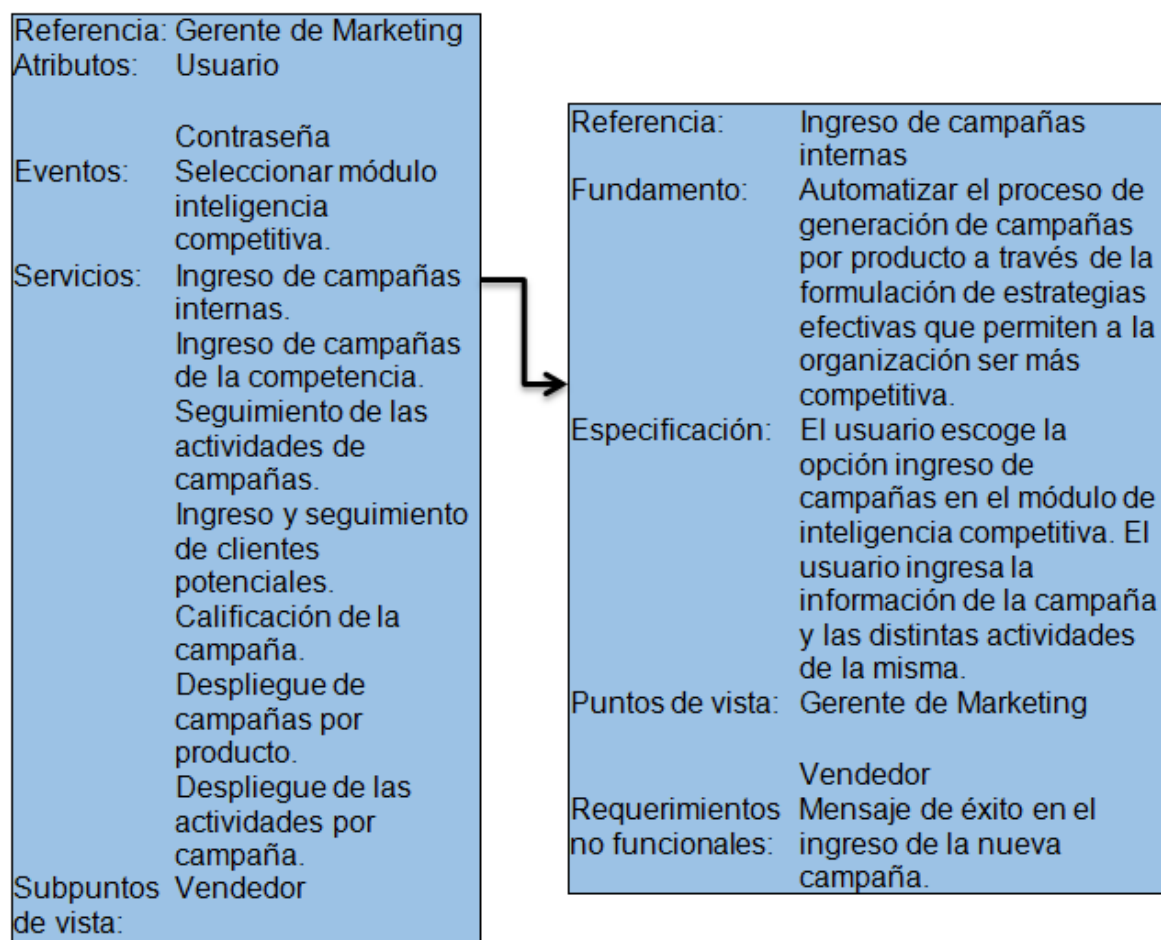 Referencia: Gerente de Marketing
Atributos: Usuario
Contraseña
Eventos: Seleccionar módulo
inteligencia
competitiva.
Servicios: Ingreso de campañas
internas.
Ingreso de campañas
de la competencia.
Seguimiento de las
actividades de
campañas.
Ingreso y seguimiento
de clientes
potenciales.
Calificación de la
campaña.
Despliegue de
campañas por
producto.
Despliegue de las
actividades por
campaña.
Subpuntos Vendedor
de vista:
Referencia: Ingreso de campañas
internas
Fundamento: Automatizar el proceso de
generación de campañas
por producto a través de la
formulación de estrategias
efectivas que permiten a la
organización ser más
competitiva.
Especificación: El usuario escoge la
opción ingreso de
campañas en el módulo de
inteligencia competitiva. El
usuario ingresa la
información de la campaña
y las distintas actividades
de la misma.
Puntos de vista: Gerente de Marketing
Vendedor
Requerimientos Mensaje de éxito en el
no funcionales: ingreso de la nueva
campaña.